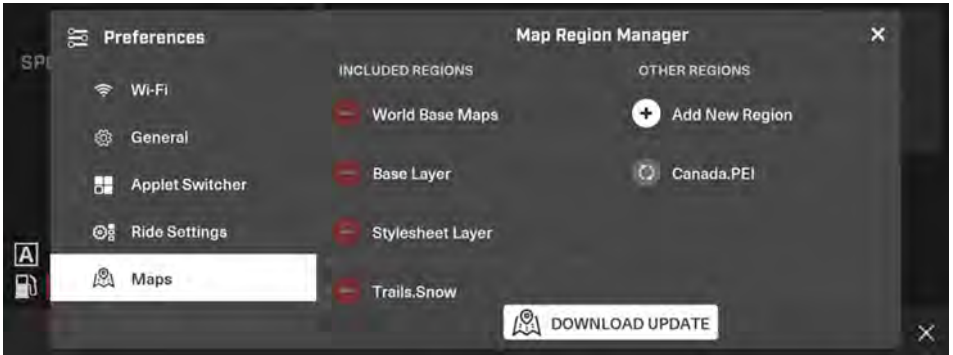 Preferences
Map Region Manager
SP
INCLUDED REGIONS
OTHER REGIONS
Wi-Fi
World Base Maps
Add New Region
General
Base Layer
Canada.PEI
Applet Switcher
Ride Settings
Stylesheet Layer
A
Maps
Trails.Snow
DOWNLOAD UPDATE